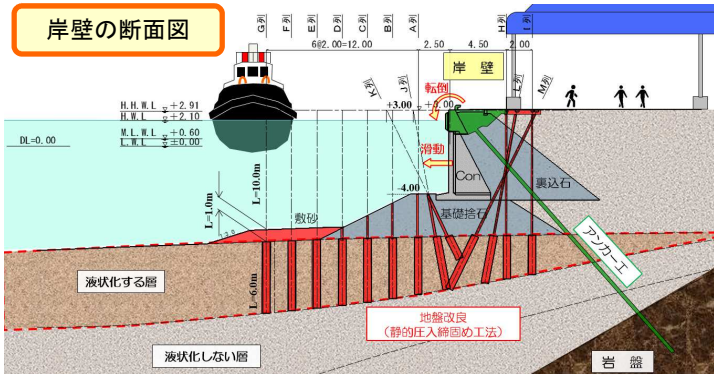 岸壁の断面図
G列
F列
E列
D列
C列
B列
A列
H列
I列
6@2.00=12.00
2.50
4.50
2.00
岸 壁
K列
J列
L列
M列
転倒
H.H.W.L +2.91
H.W.L +2.10
+3.00
DL=0.00
M.L.W.L +0.60
L.W.L ±0.00
滑動
Con
裏込石
-4.00
L=10.0m
L=1.0m
敷砂
基礎捨石
アンカー工
液状化する層
L=6.0m
地盤改良
(静的圧入締固め工法)
液状化しない層
岩 盤